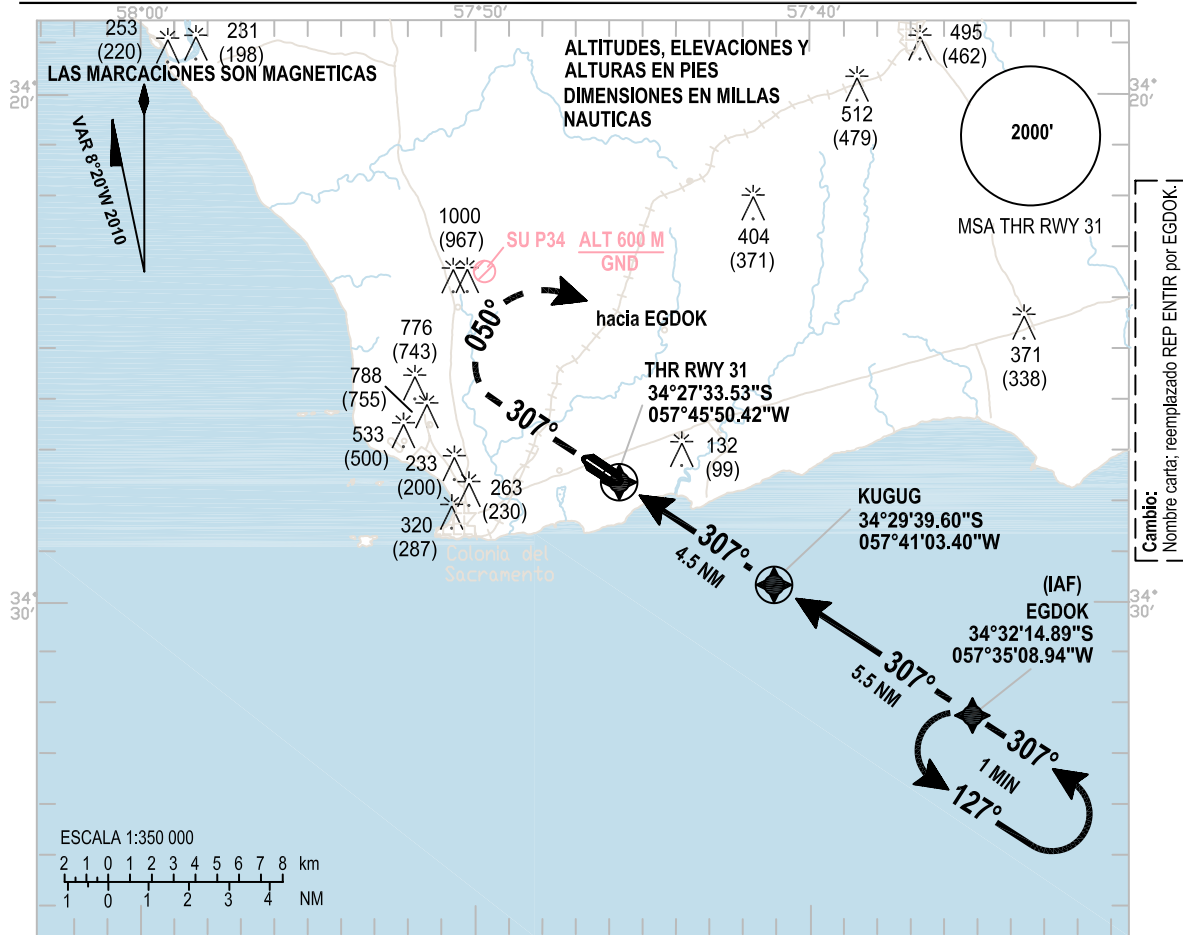 58°00'
57°50'
57°40'
253
(220)
231
(198)
LAS MARCACIONES SON MAGNETICAS
ALTITUDES, ELEVACIONES Y
ALTURAS EN PIES
DIMENSIONES EN MILLAS
NAUTICAS
495
(462)
34°
20'
34°
20'
VAR 8°20'W 2010
512
(479)
2000'
MSA THR RWY 31
404
(371)
1000
(967)
SU P34
ALT 600 M
GND
050°
hacia EGDOK
371
(338)
776
(743)
788
(755)
533
(500)
233
(200)
263
(230)
320
(287)
307°
THR RWY 31
34°27'33.53"S
057°45'50.42"W
132
(99)
Colonia del
Sacramento
307°
4.5 NM
KUGUG
34°29'39.60"S
057°41'03.40"W
34°
30'
34°
30'
(IAF)
EGDOK
34°32'14.89"S
057°35'08.94"W
307°
5.5 NM
307°
1 MIN
127°
ESCALA 1:350 000
2 1 0 1 2 3 4 5 6 7 8 km
1 0 1 2 3 4 NM
Cambio:
Nombre carta, reemplazado REP ENTIR por EGDOK.